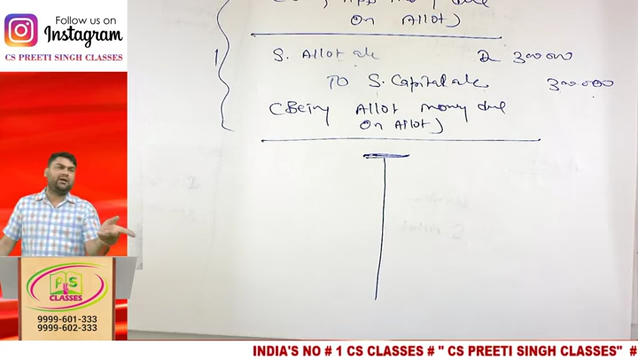 Follow us on
Instagram
CS PREETI SINGH CLASSES
On Allot)
1
S. Allot a/c Dr 300000
To S. Capital a/c 300000
(Being Allot money due
On Allot)
PS
CLASSES
9999-601-333
9999-602-333
INDIA'S NO # 1 CS CLASSES # " CS PREETI SINGH CLASSES" #